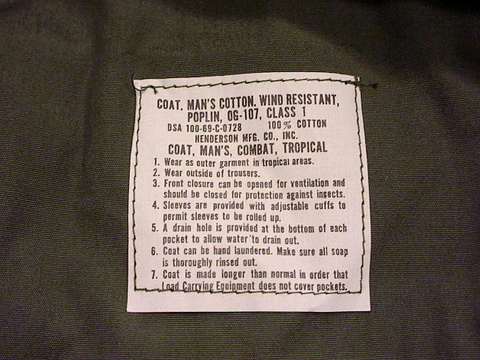 COAT, MAN'S COTTON, WIND RESISTANT,
POPLIN, OG-107, CLASS 1
DSA 100-69-C-0728 100% COTTON
HENDERSON MFG. CO., INC.
COAT, MAN'S, COMBAT, TROPICAL
1. Wear as outer garment in tropical areas.
2. Wear outside of trousers.
3. Front closure can be opened for ventilation and
should be closed for protection against insects.
4. Sleeves are provided with adjustable cuffs to
permit sleeves to be rolled up.
5. A drain hole is provided at the bottom of each
pocket to allow water to drain out.
6. Coat can be hand laundered. Make sure all soap
is thoroughly rinsed out.
7. Coat is made longer than normal in order that
Load Carrying Equipment does not cover pockets.